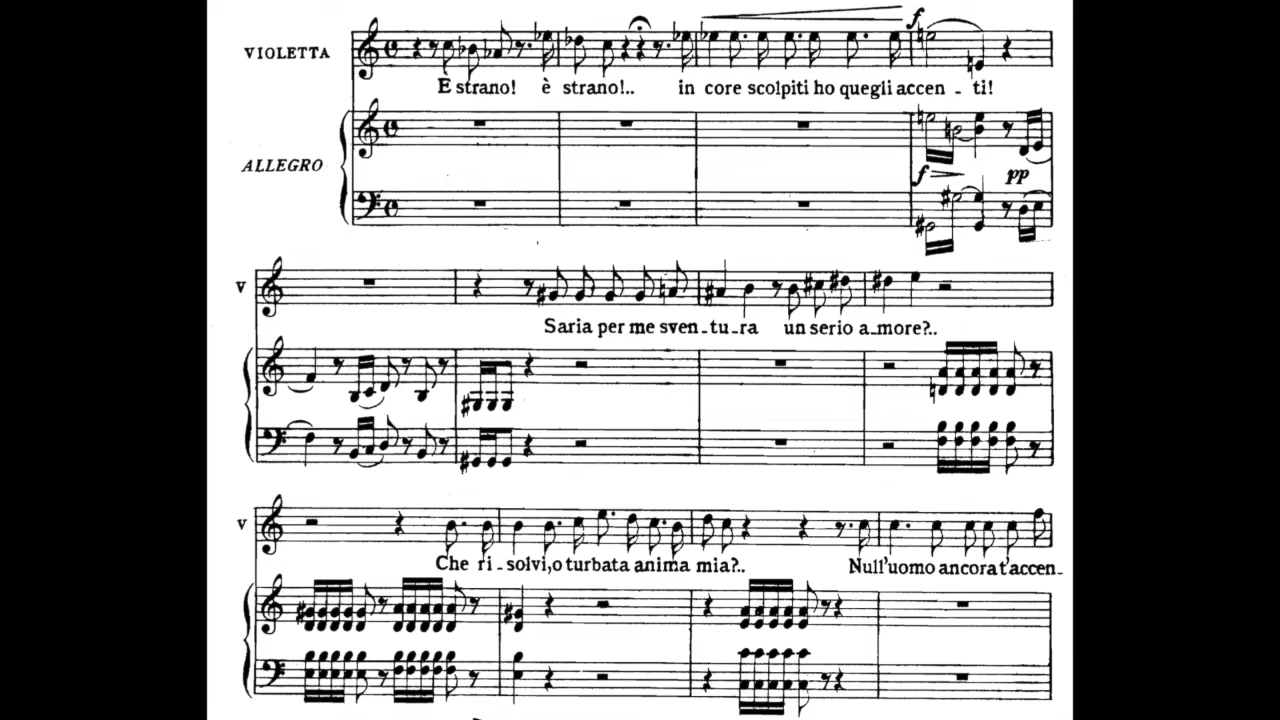 VIOLETTA
f
È strano! è strano!.. in core scolpiti ho quegli accen - ti!
ALLEGRO
f pp
V
Saria per me sven-tu-ra un serio a-more?..
V
Che ri-solvi, o turbata anima mia?.. Null'uomo ancora t'accen-